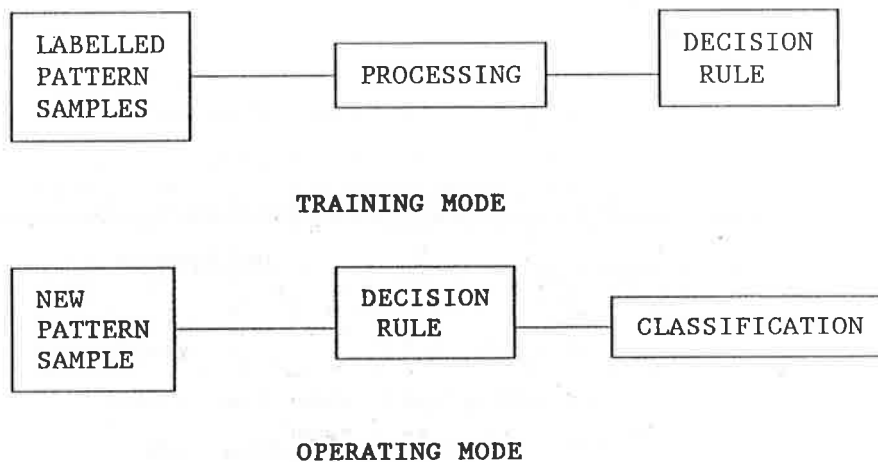 LABELLED
PATTERN
SAMPLES
PROCESSING
DECISION
RULE
TRAINING MODE
NEW
PATTERN
SAMPLE
DECISION
RULE
CLASSIFICATION
OPERATING MODE